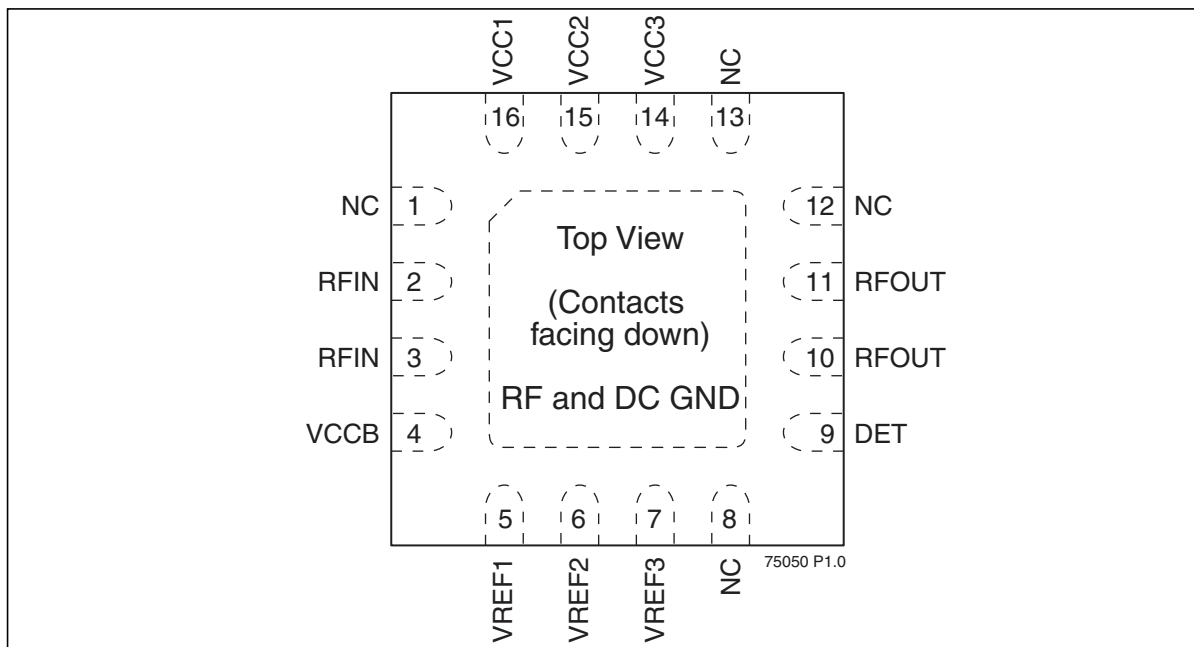 VCC1
VCC2
VCC3
NC
16
15
14
13
NC 1
12 NC
Top View
RFIN 2
11 RFOUT
(Contacts
facing down)
RFIN 3
10 RFOUT
RF and DC GND
VCCB 4
9 DET
5
6
7
8
VREF1
VREF2
VREF3
NC
75050 P1.0